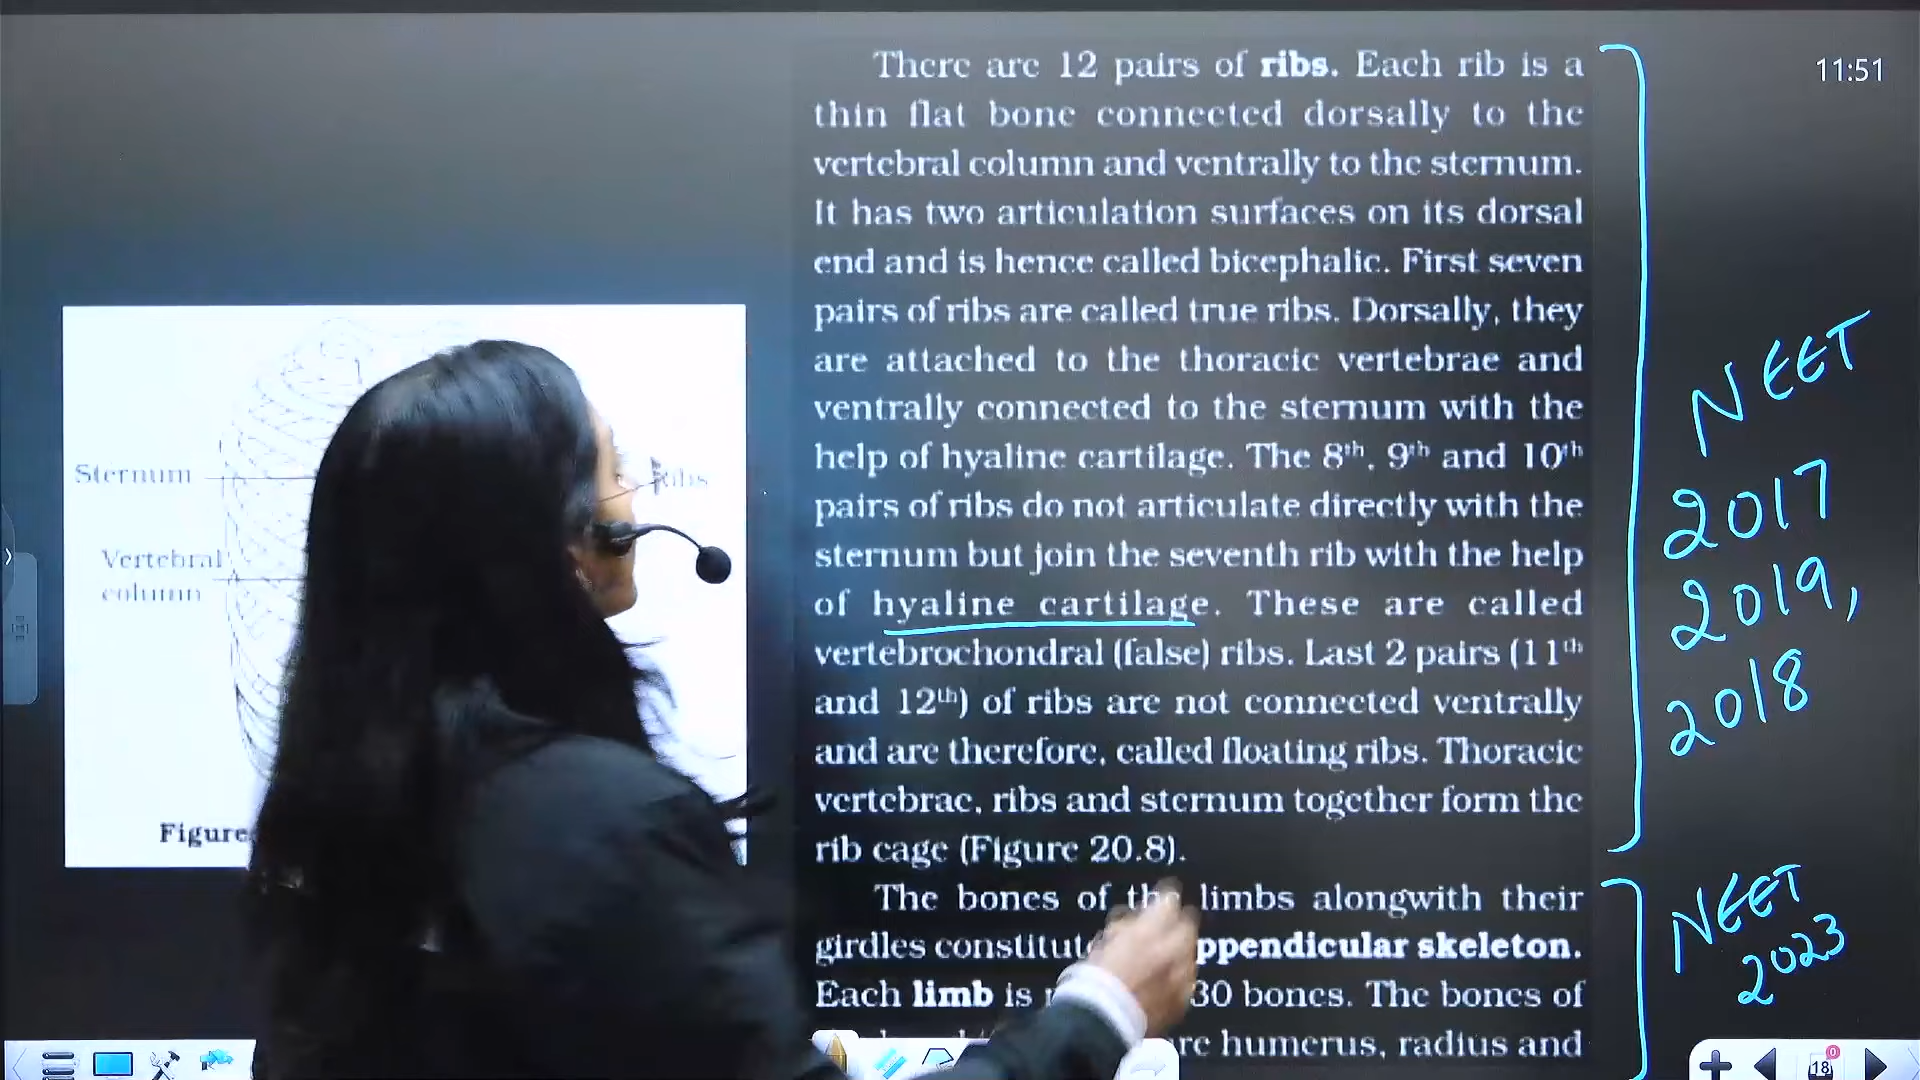 There are 12 pairs of ribs. Each rib is a
thin flat bone connected dorsally to the
vertebral column and ventrally to the sternum.
It has two articulation surfaces on its dorsal
end and is hence called bicephalic. First seven
pairs of ribs are called true ribs. Dorsally, they
are attached to the thoracic vertebrae and
ventrally connected to the sternum with the
help of hyaline cartilage. The 8th, 9th and 10th
pairs of ribs do not articulate directly with the
sternum but join the seventh rib with the help
of hyaline cartilage. These are called
vertebrochondral (false) ribs. Last 2 pairs (11th
and 12th) of ribs are not connected ventrally
and are therefore, called floating ribs. Thoracic
vertebrae, ribs and sternum together form the
rib cage (Figure 20.8).
The bones of the limbs alongwith their
girdles appendicular skeleton.
Each limb is 30 bones. The bones of
humerus, radius and
11:51
NEET
2017
2019,
2018
NEET
2023
Sternum
Ribs
Vertebral
column
Figure
18
0